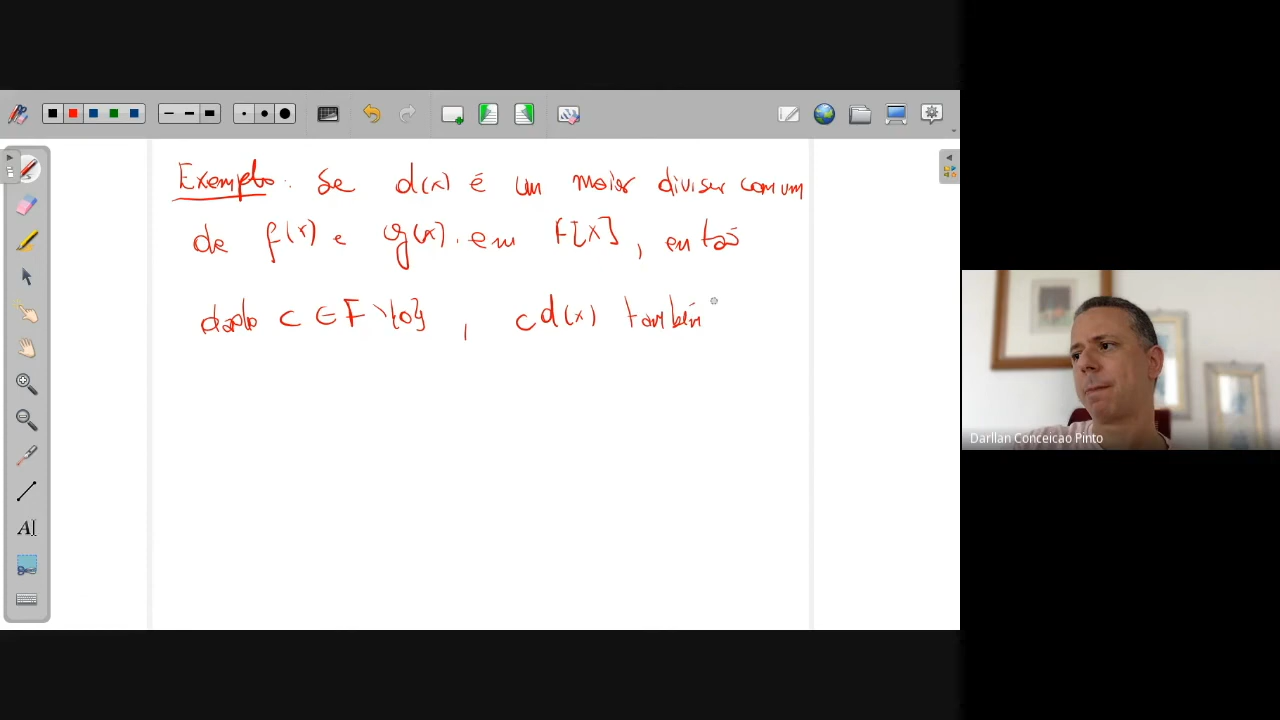 Exemplo: Se d(x) é um maior divisor comum
de f(x) e g(x) em F[x], então
dado c ∈ F \ {0}, c d(x) também
Darllan Conceicao Pinto